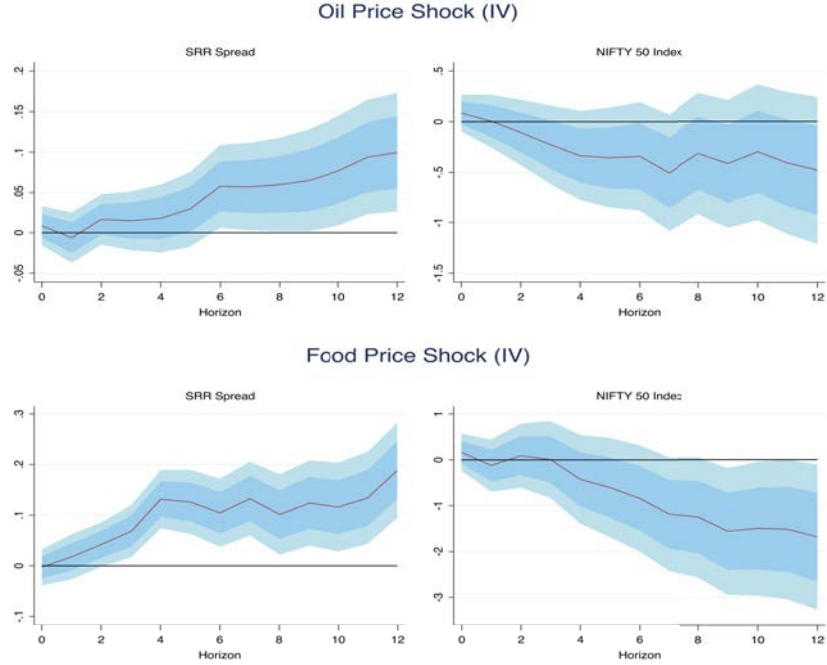 Oil Price Shock (IV)
SRR Spread
NIFTY 50 Index
.2
.15
.1
.05
0
-.05
0 2 4 6 8 10 12
Horizon
.5
0
-.5
-1
-1.5
0 2 4 6 8 10 12
Horizon
Food Price Shock (IV)
SRR Spread
NIFTY 50 Index
.3
.2
.1
0
-.1
0 2 4 6 8 10 12
Horizon
1
0
-1
-2
-3
0 2 4 6 8 10 12
Horizon